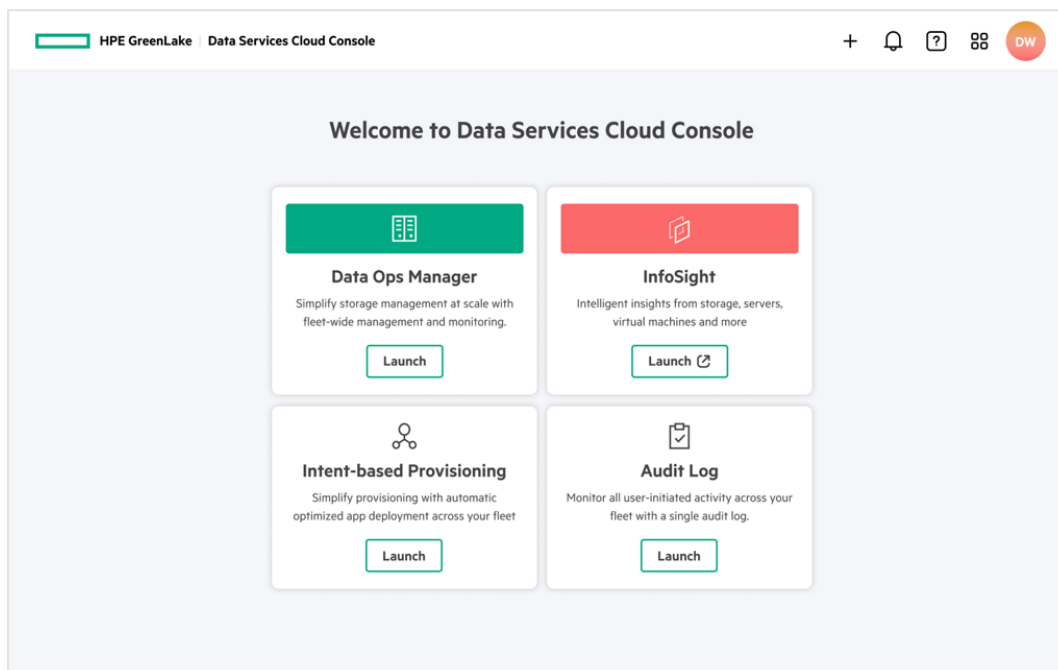 HPE GreenLake | Data Services Cloud Console
?
DW
Welcome to Data Services Cloud Console
Data Ops Manager
Simplify storage management at scale with
fleet-wide management and monitoring.
Launch
InfoSight
Intelligent insights from storage, servers,
virtual machines and more
Launch
Intent-based Provisioning
Simplify provisioning with automatic
optimized app deployment across your fleet
Launch
Audit Log
Monitor all user-initiated activity across your
fleet with a single audit log.
Launch